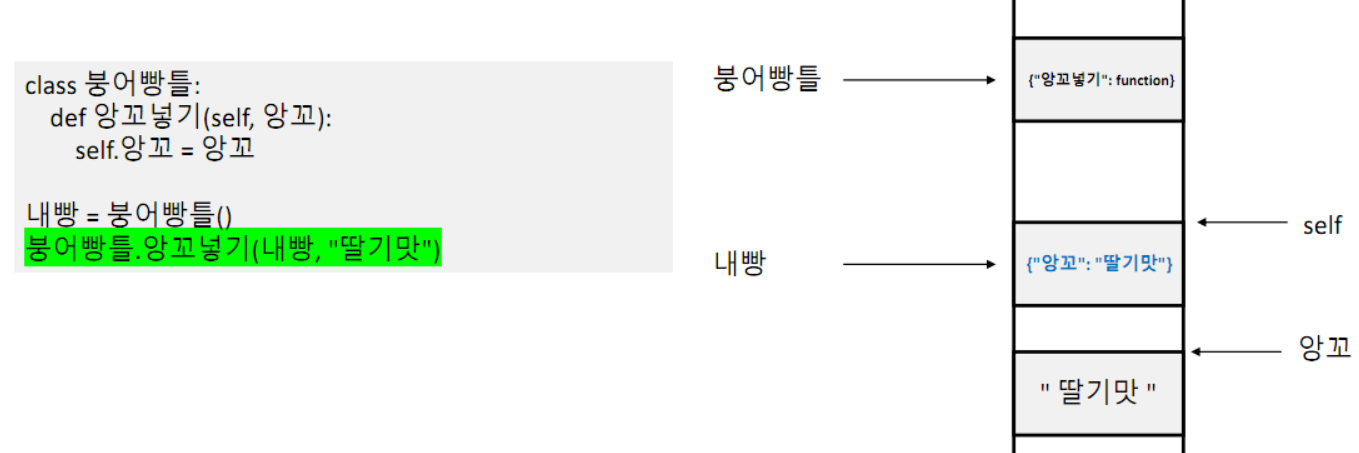 class 붕어빵틀:
def 앙꼬넣기(self, 앙꼬):
self.앙꼬 = 앙꼬
내빵 = 붕어빵틀()
붕어빵틀.앙꼬넣기(내빵, "딸기맛")
붕어빵틀
{"앙꼬넣기": function}
self
내빵
{"앙꼬": "딸기맛"}
앙꼬
" 딸기맛 "